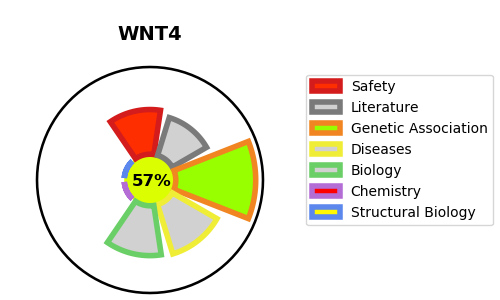 WNT4
57%
Safety
Literature
Genetic Association
Diseases
Biology
Chemistry
Structural Biology